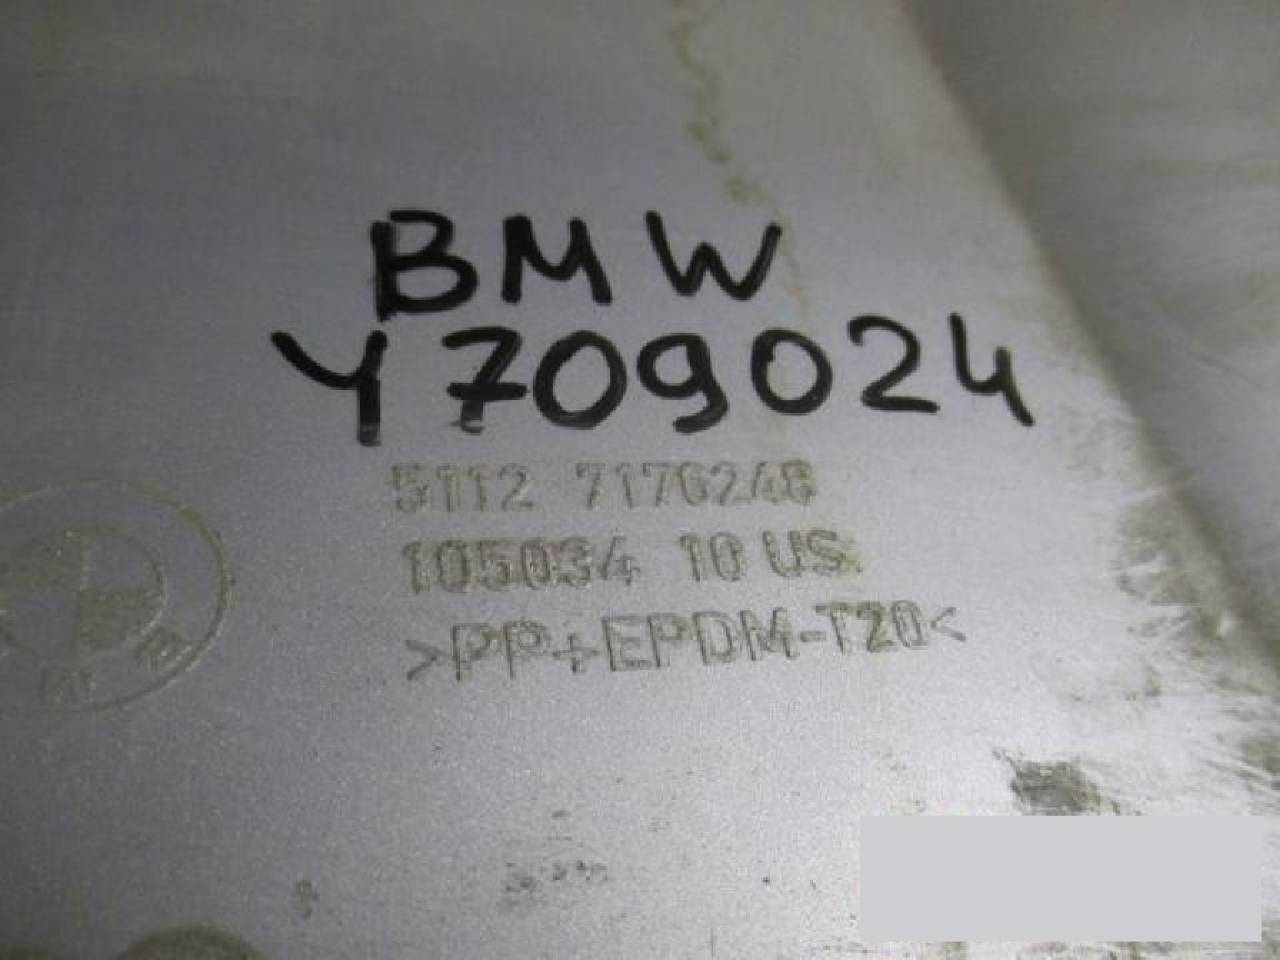 BMW
Y709024
5112 7176248
105034 10 US
>PP+EPDM-T20<